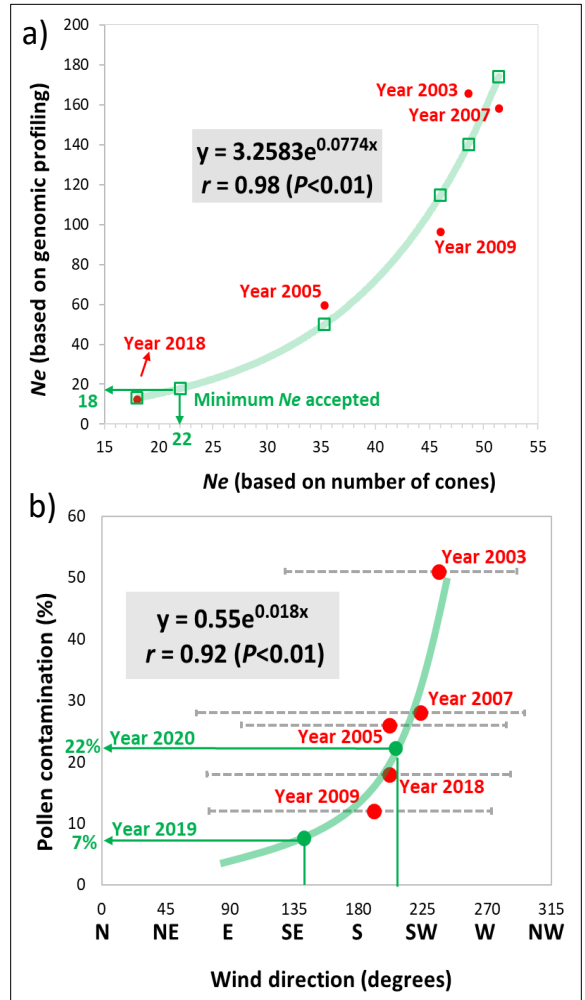 a)
Ne (based on genomic profiling)
200
180
160
140
120
100
80
60
40
20
0
18
Year 2003
Year 2007
y = 3.2583e^0.0774x
r = 0.98 (P<0.01)
Year 2009
Year 2005
Year 2018
Minimum Ne accepted
22
15 20 25 30 35 40 45 50 55
Ne (based on number of cones)
b)
Pollen contamination (%)
60
50
40
30
20
10
0
22%
7%
Year 2003
y = 0.55e^0.018x
r = 0.92 (P<0.01)
Year 2007
Year 2020
Year 2005
Year 2018
Year 2009
Year 2019
0 45 90 135 180 225 270 315
N NE E SE S SW W NW
Wind direction (degrees)